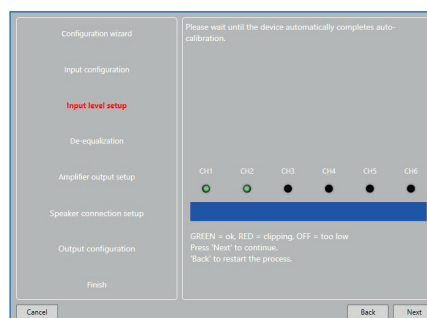 Configuration wizard
Input configuration
Input level setup
De-equalization
Amplifier output setup
Speaker connection setup
Output configuration
Finish
Please wait until the device automatically completes auto-
calibration.
CH1 CH2 CH3 CH4 CH5 CH6
GREEN = ok, RED = clipping, OFF = too low
Press 'Next' to continue.
'Back' to restart the process.
Cancel Back Next